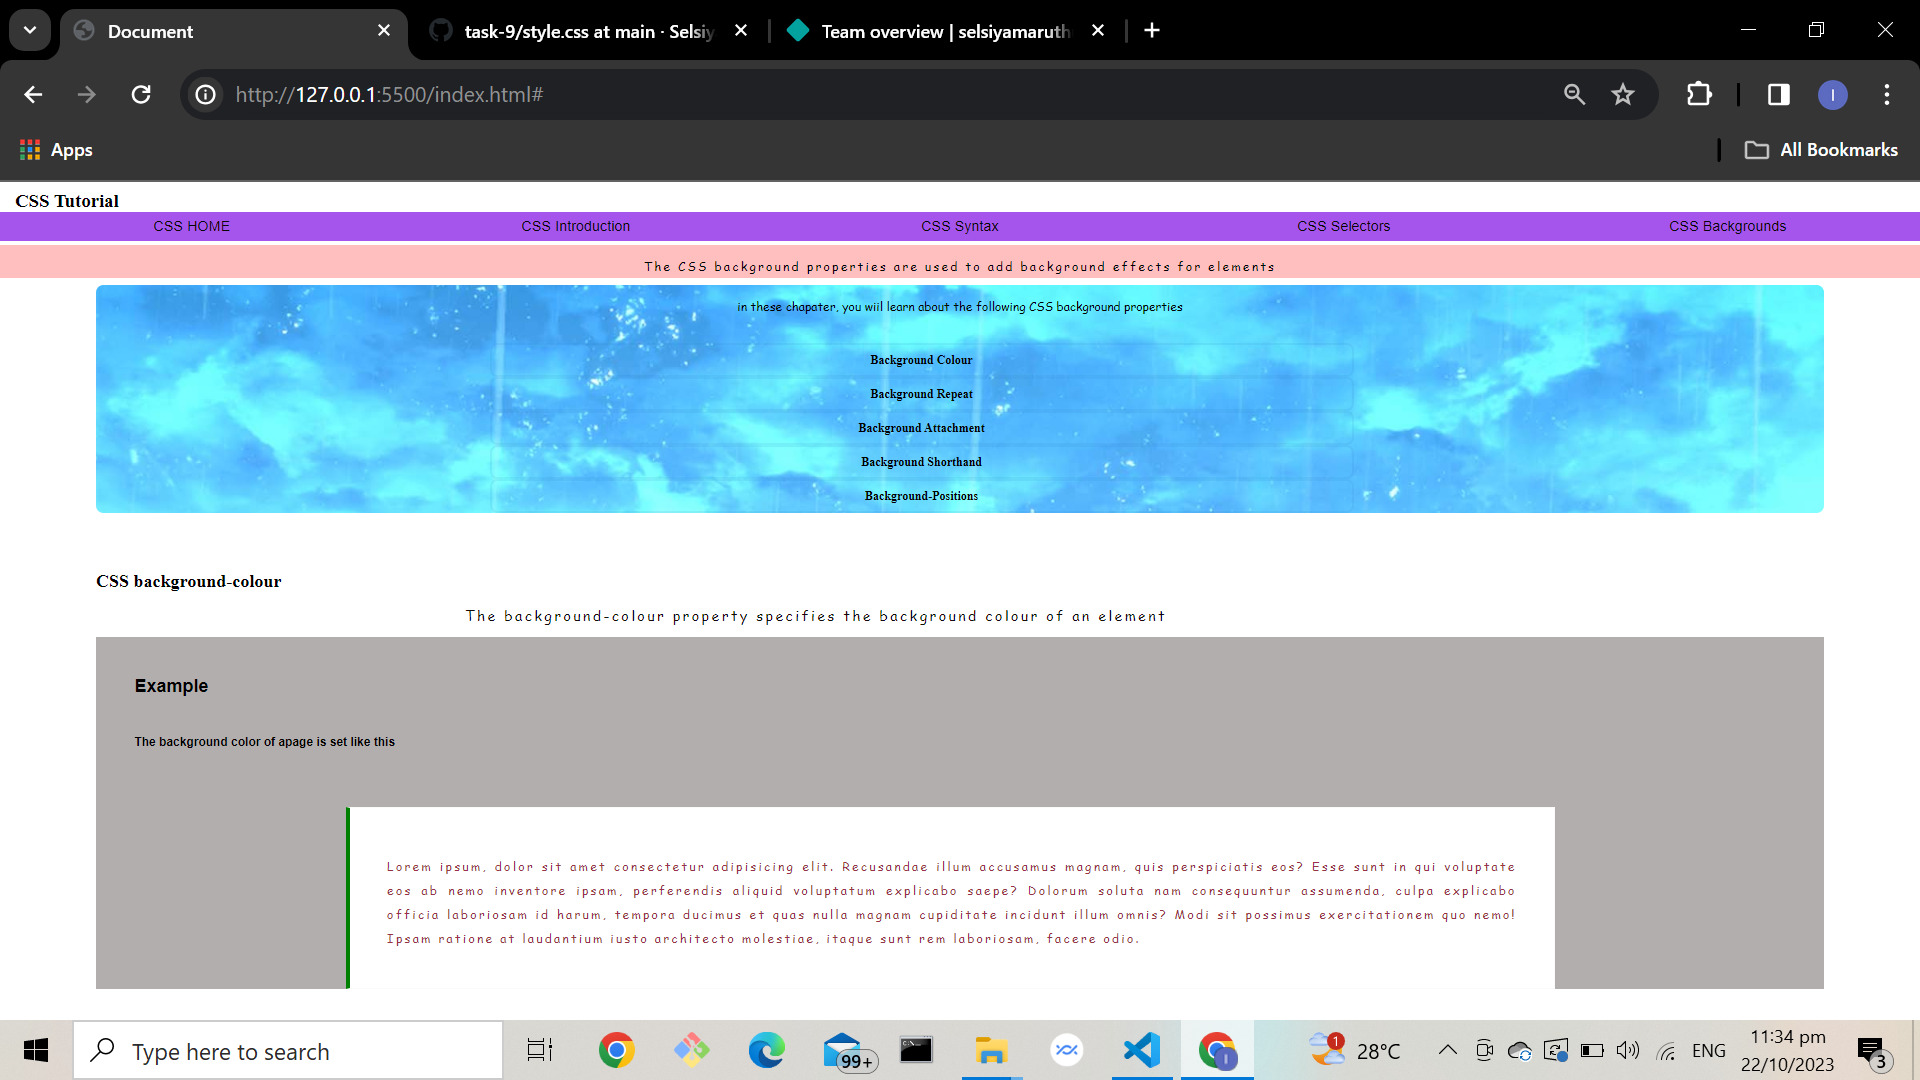 Document
task-9/style.css at main · Selsiy
Team overview | selsiyamaruth
http://127.0.0.1:5500/index.html#
I
Apps
All Bookmarks
CSS Tutorial
CSS HOME CSS Introduction CSS Syntax CSS Selectors CSS Backgrounds
The CSS background properties are used to add background effects for elements
in these chapater, you wiil learn about the following CSS background properties
Background Colour
Background Repeat
Background Attachment
Background Shorthand
Background-Positions
CSS background-colour
The background-colour property specifies the background colour of an element
Example
The background color of apage is set like this
Lorem ipsum, dolor sit amet consectetur adipisicing elit. Recusandae illum accusamus magnam, quis perspiciatis eos? Esse sunt in qui voluptate
eos ab nemo inventore ipsam, perferendis aliquid voluptatum explicabo saepe? Dolorum soluta nam consequuntur assumenda, culpa explicabo
officia laboriosam id harum, tempora ducimus et quas nulla magnam cupiditate incidunt illum omnis? Modi sit possimus exercitationem quo nemo!
Ipsam ratione at laudantium iusto architecto molestiae, itaque sunt rem laboriosam, facere odio.
Type here to search
99+
I
1
28°C
ENG
11:34 pm
22/10/2023
3